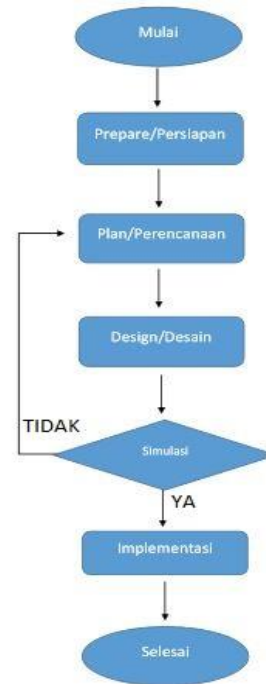 Mulai
Prepare/Persiapan
Plan/Perencanaan
Design/Desain
TIDAK
Simulasi
YA
Implementasi
Selesai